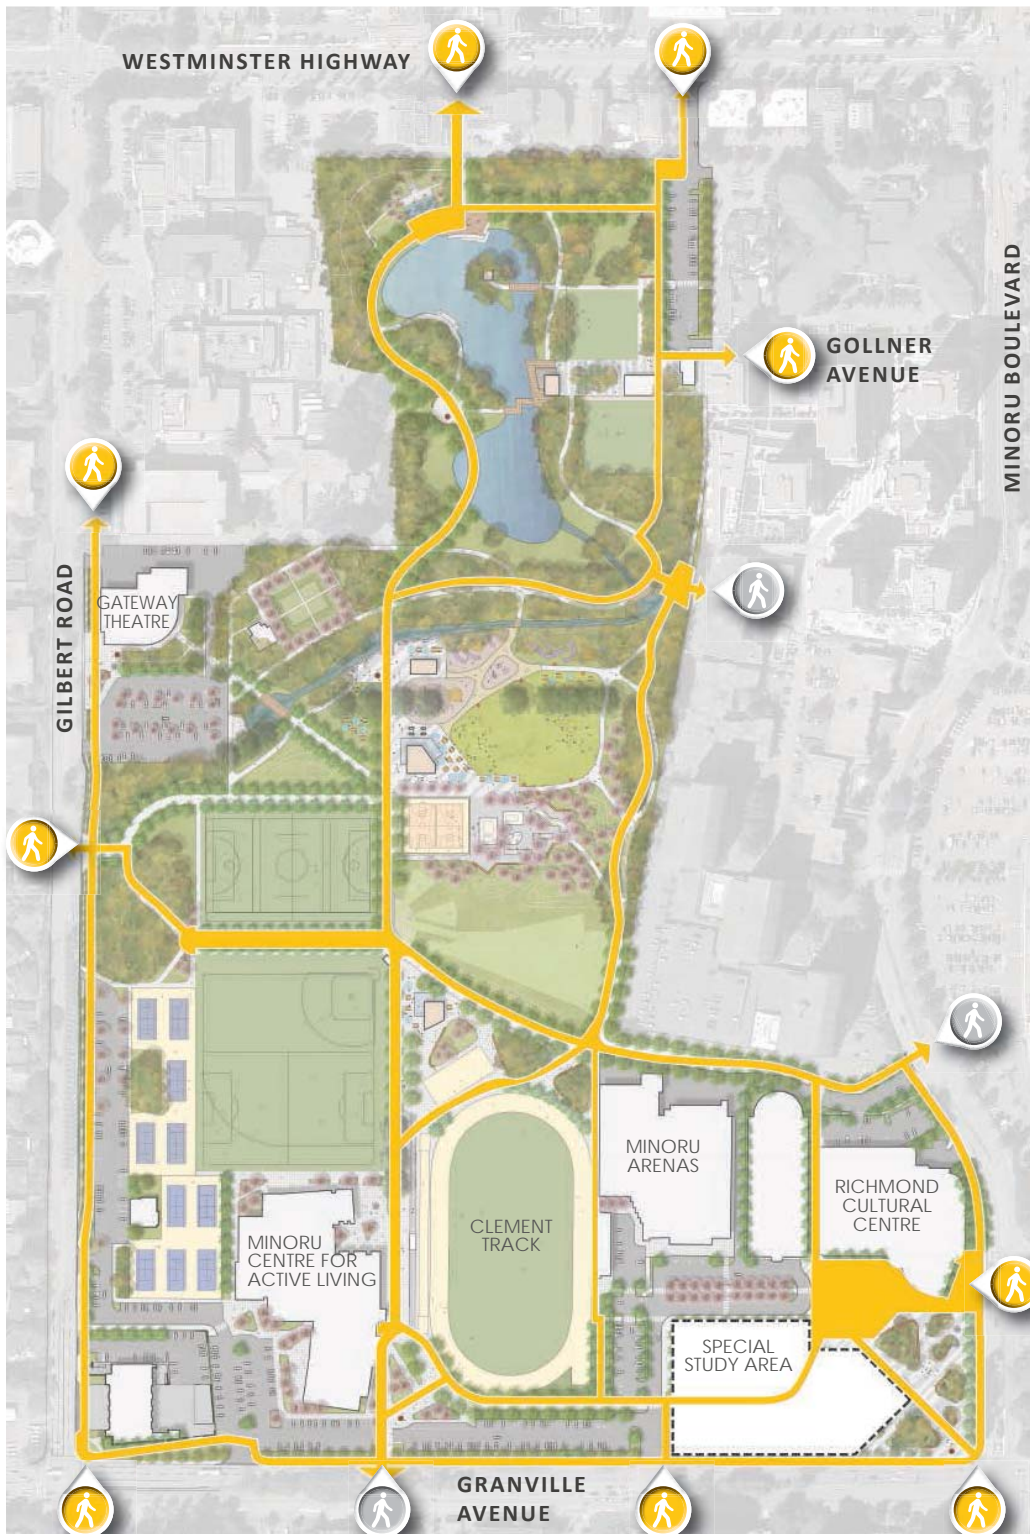 WESTMINSTER HIGHWAY
MINORU BOULEVARD
GOLLNER
AVENUE
GILBERT ROAD
GATEWAY
THEATRE
MINORU
ARENAS
RICHMOND
CULTURAL
CENTRE
CLEMENT
TRACK
MINORU
CENTRE FOR
ACTIVE LIVING
SPECIAL
STUDY AREA
GRANVILLE
AVENUE